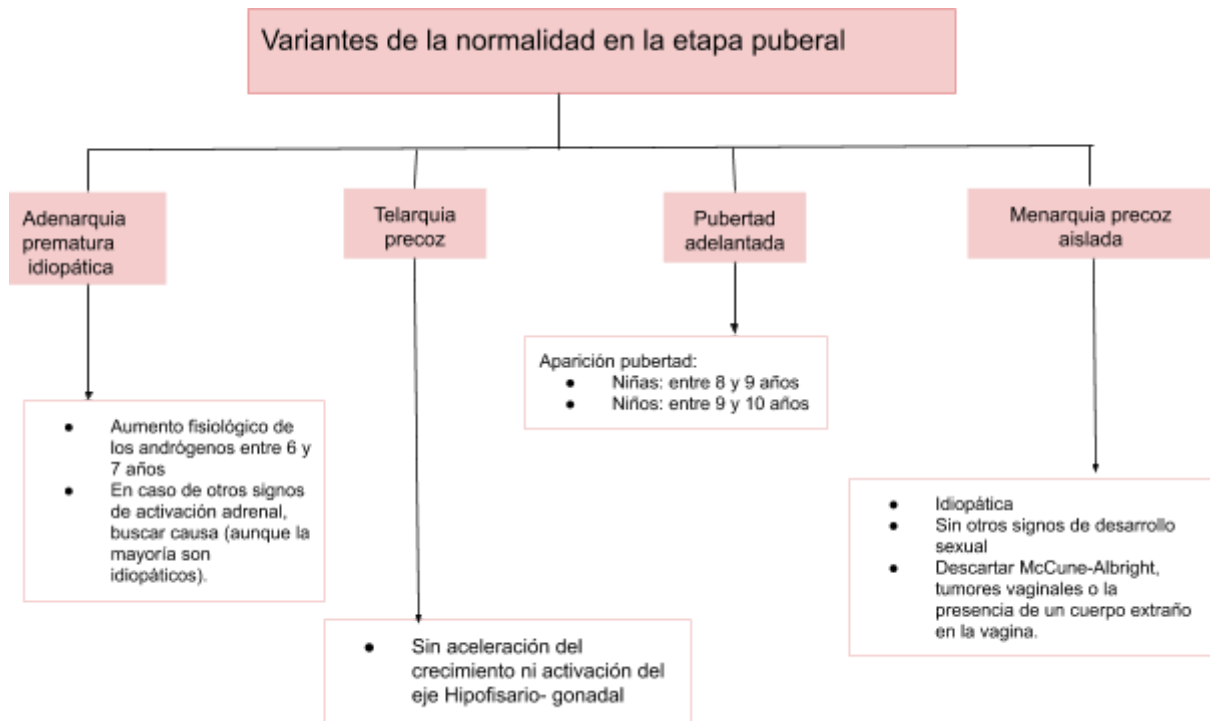 Variantes de la normalidad en la etapa puberal
Adenarquia
prematura
idiopática
Telarquia
precoz
Pubertad
adelantada
Menarquia precoz
aislada
● Aumento fisiológico de
los andrógenos entre 6 y
7 años
● En caso de otros signos
de activación adrenal,
buscar causa (aunque la
mayoría son
idiopáticos).
● Sin aceleración del
crecimiento ni activación del
eje Hipofisario- gonadal
Aparición pubertad:
● Niñas: entre 8 y 9 años
● Niños: entre 9 y 10 años
● Idiopática
● Sin otros signos de desarrollo
sexual
● Descartar McCune-Albright,
tumores vaginales o la
presencia de un cuerpo extraño
en la vagina.